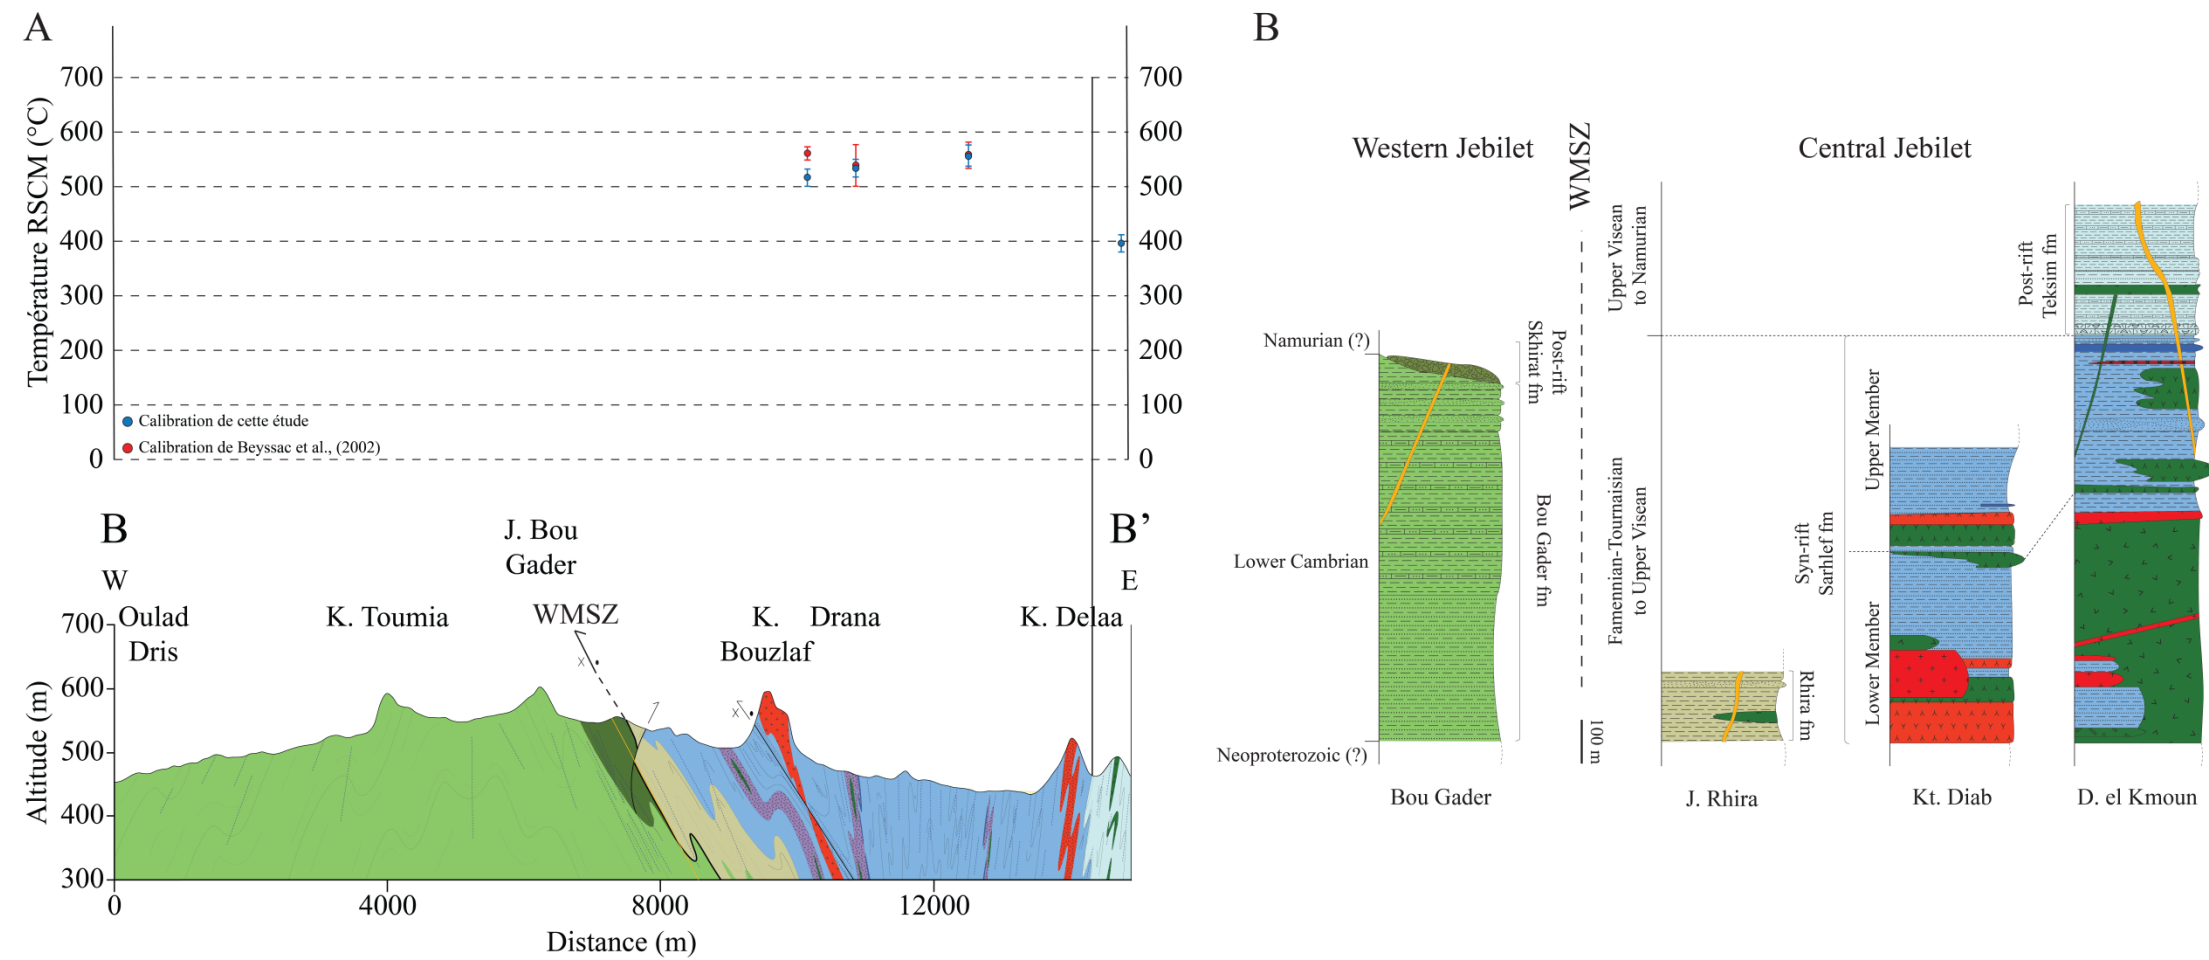 A
Température RSCM (°C)
700
600
500
400
300
200
100
0
700
600
500
400
300
200
100
0
Calibration de cette étude
Calibration de Beyssac et al., (2002)
B
B’
W
E
J. Bou
Gader
Oulad
Dris
K. Toumia
WMSZ
K.
Bouzlaf
Drana
K. Delaa
X
X
Altitude (m)
700
600
500
400
300
0
4000
8000
12000
Distance (m)
B
Western Jebilet
WMSZ
Central Jebilet
Namurian (?)
Lower Cambrian
Neoproterozoic (?)
Post-rift
Skhirat fm
Bou Gader fm
Bou Gader
100 m
Upper Visean
to Namurian
Famennian-Tournaisian
to Upper Visean
Rhira fm
J. Rhira
Syn-rift
Sarhlef fm
Upper Member
Lower Member
Kt. Diab
Post-rift
Teksim fm
D. el Kmoun